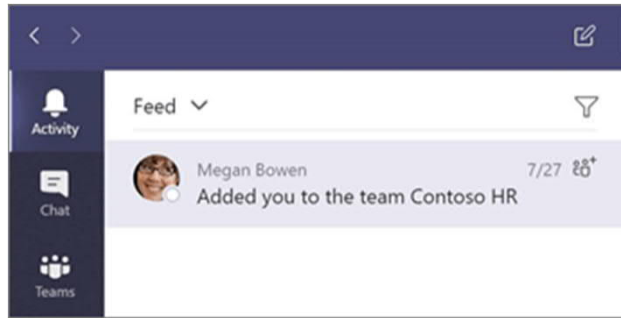 Activity
Feed
Megan Bowen 7/27
Added you to the team Contoso HR
Chat
Teams